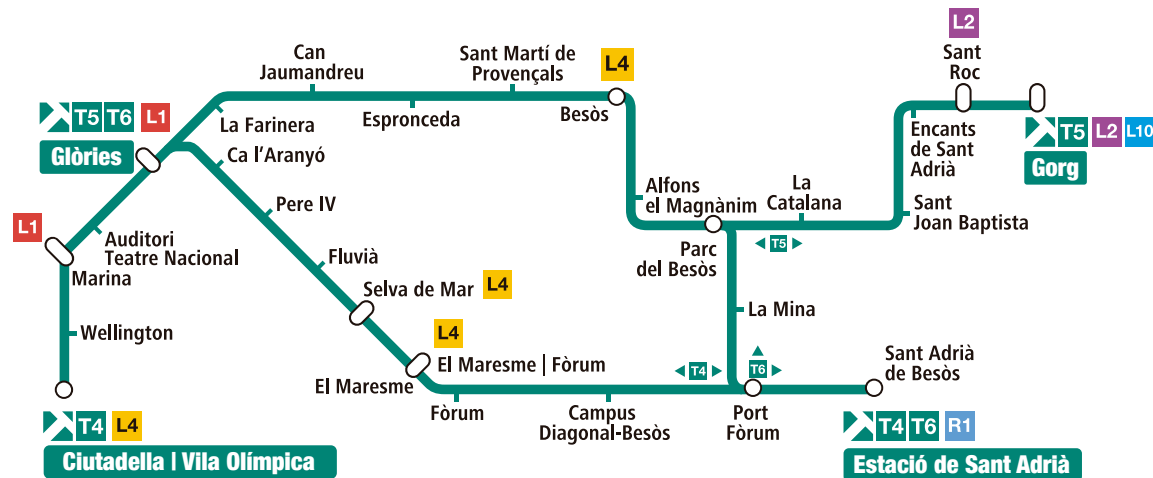 L2
Can
Jaumandreu
Sant Martí de
Provençals
L4
Sant
Roc
T5 T6 L1
Glòries
La Farinera
Espronceda
Besòs
Encants
de Sant
Adrià
T5 L2 L10
Gorg
Ca l'Aranyó
Alfons
el Magnànim
La
Catalana
Sant
Joan Baptista
Pere IV
L1
Auditori
Teatre Nacional
Marina
T5
Parc
del Besòs
Fluvià
Selva de Mar L4
La Mina
Wellington
L4
El Maresme | Fòrum
El Maresme
T4
T6
Sant Adrià
de Besòs
Fòrum
Campus
Diagonal-Besòs
Port
Fòrum
T4 L4
Ciutadella | Vila Olímpica
T4 T6 R1
Estació de Sant Adrià